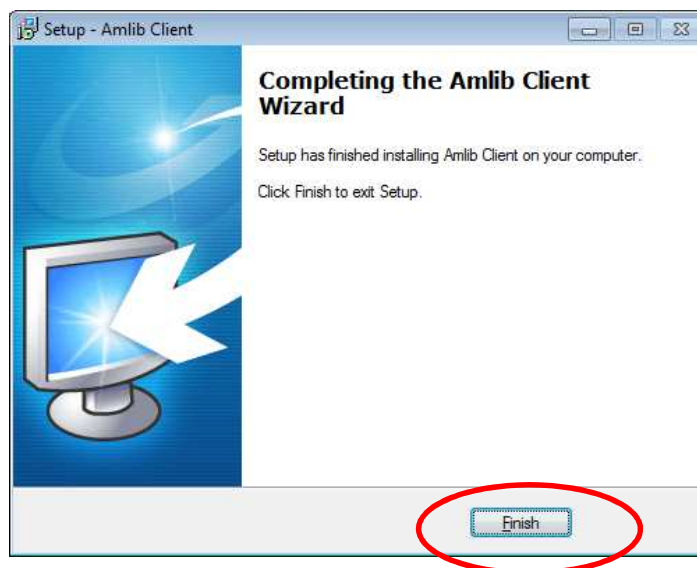 Setup - Amlib Client
Completing the Amlib Client
Wizard
Setup has finished installing Amlib Client on your computer.
Click Finish to exit Setup.
Finish